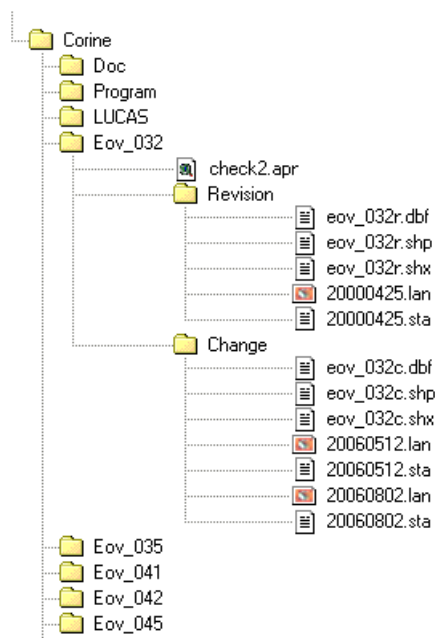 Corine
Doc
Program
LUCAS
Eov_032
check2.apr
Revision
eov_032r.dbf
eov_032r.shp
eov_032r.shx
20000425.lan
20000425.sta
Change
eov_032c.dbf
eov_032c.shp
eov_032c.shx
20060512.lan
20060512.sta
20060802.lan
20060802.sta
Eov_035
Eov_041
Eov_042
Eov_045